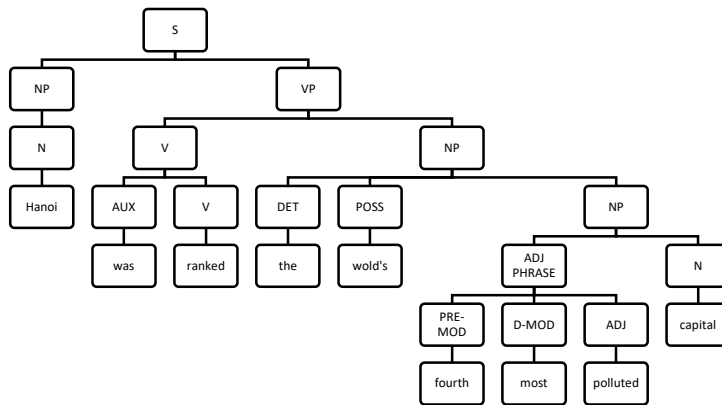 S
NP VP
N V NP
Hanoi AUX V DET POSS NP
was ranked the wold's ADJ PHRASE N
PRE-MOD D-MOD ADJ capital
fourth most polluted